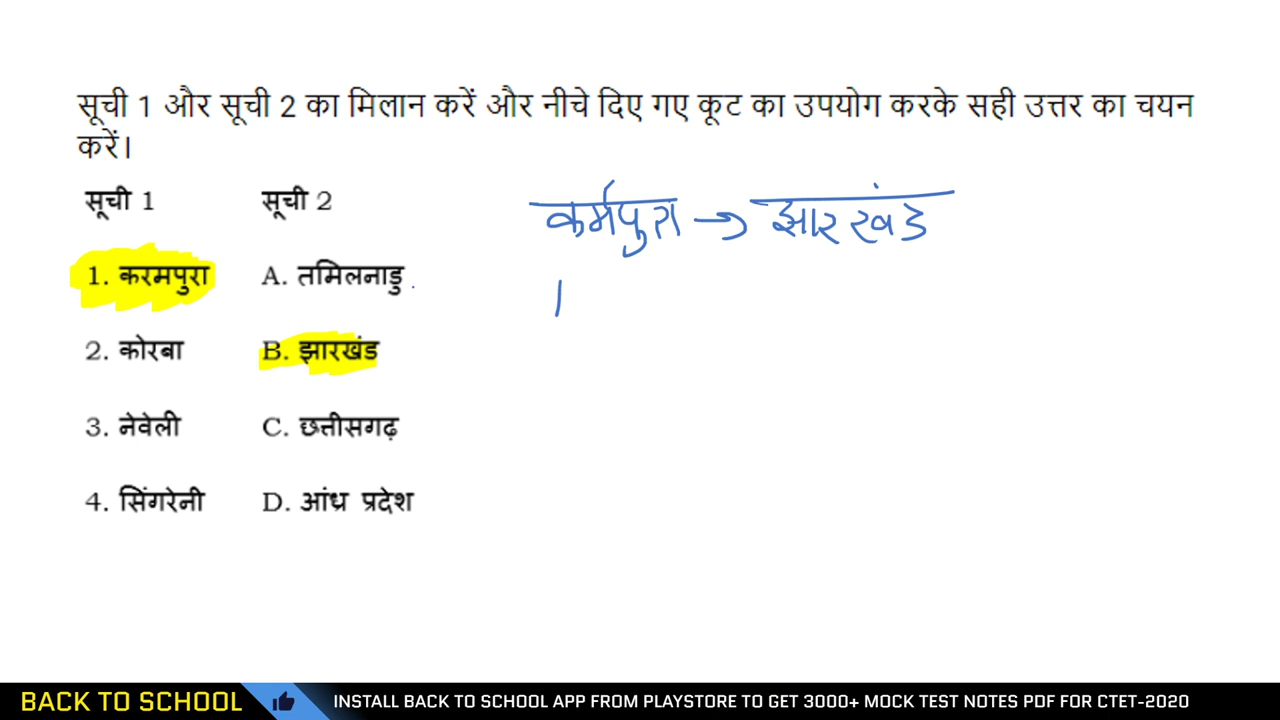 सूची 1 और सूची 2 का मिलान करें और नीचे दिए गए कूट का उपयोग करके सही उत्तर का चयन
करें।
सूची 1 सूची 2
कर्मपुरा → झारखंड
1. करमपुरा A. तमिलनाडु
2. कोरबा B. झारखंड
3. नेवेली C. छत्तीसगढ़
4. सिंगरेनी D. आंध्र प्रदेश
BACK TO SCHOOL INSTALL BACK TO SCHOOL APP FROM PLAYSTORE TO GET 3000+ MOCK TEST NOTES PDF FOR CTET-2020